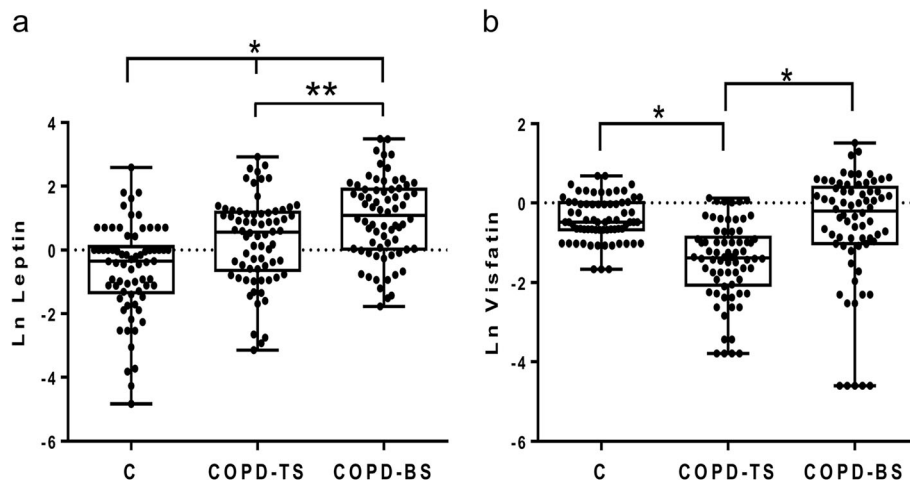 a
*
**
4
2
0
-2
-4
-6
Ln Leptin
C COPD-TS COPD-BS
b
*
*
2
0
-2
-4
-6
Ln Visfatin
C COPD-TS COPD-BS